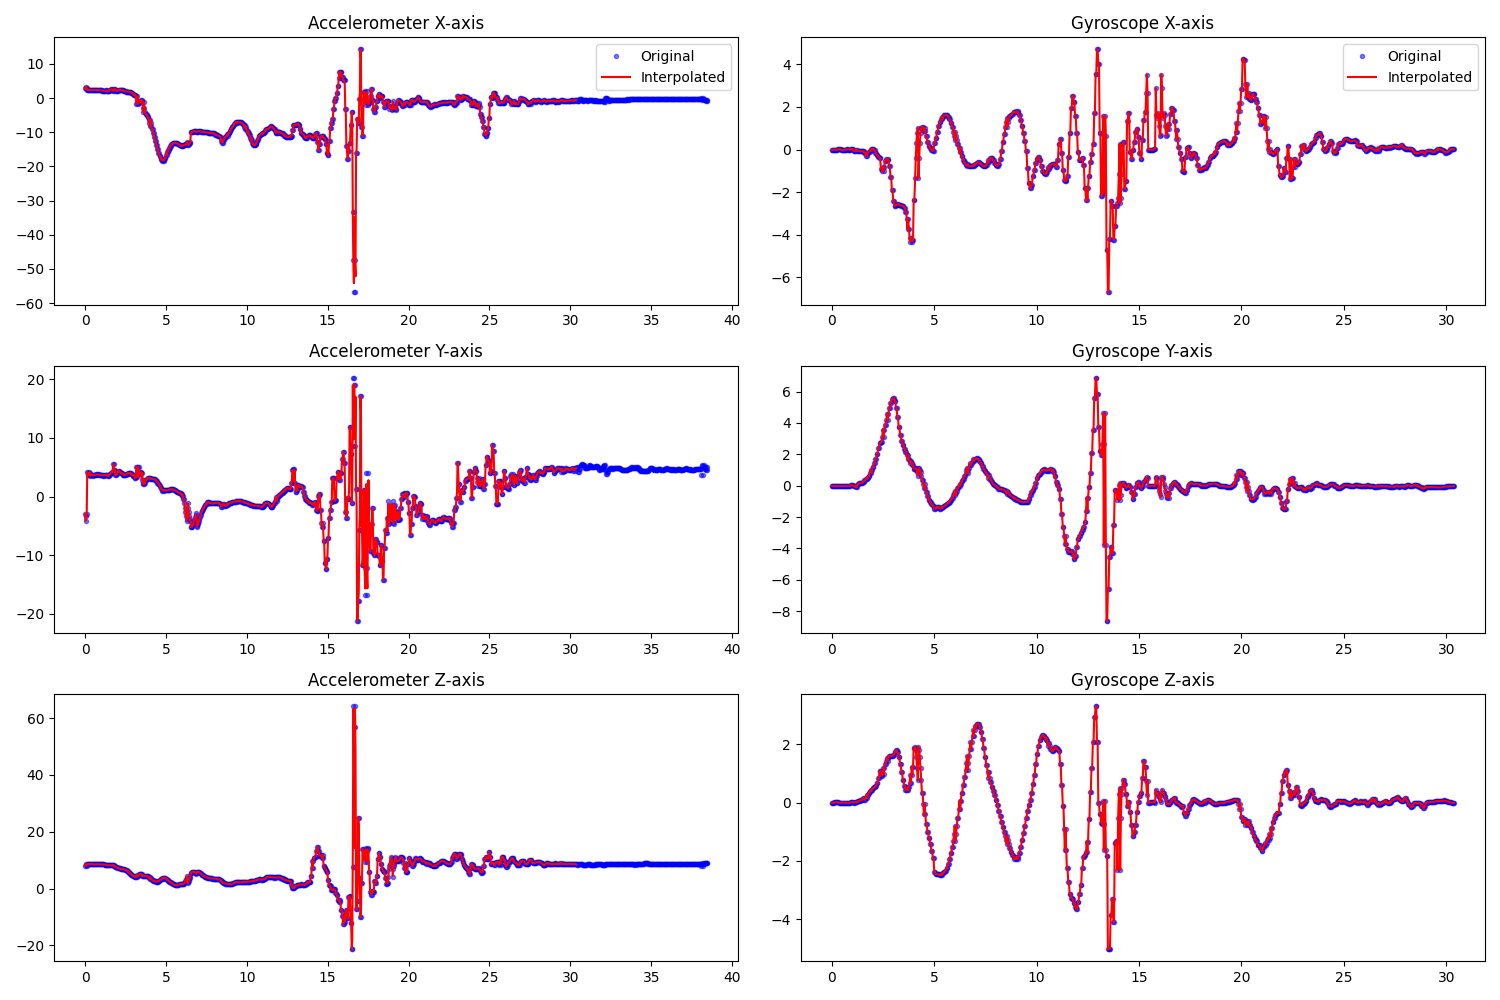 Accelerometer X-axis
Original
Interpolated
10
0
−10
−20
−30
−40
−50
−60
0 5 10 15 20 25 30 35 40
Gyroscope X-axis
Original
Interpolated
4
2
0
−2
−4
−6
0 5 10 15 20 25 30
Accelerometer Y-axis
20
10
0
−10
−20
0 5 10 15 20 25 30 35 40
Gyroscope Y-axis
6
4
2
0
−2
−4
−6
−8
0 5 10 15 20 25 30
Accelerometer Z-axis
60
40
20
0
−20
0 5 10 15 20 25 30 35 40
Gyroscope Z-axis
2
0
−2
−4
0 5 10 15 20 25 30